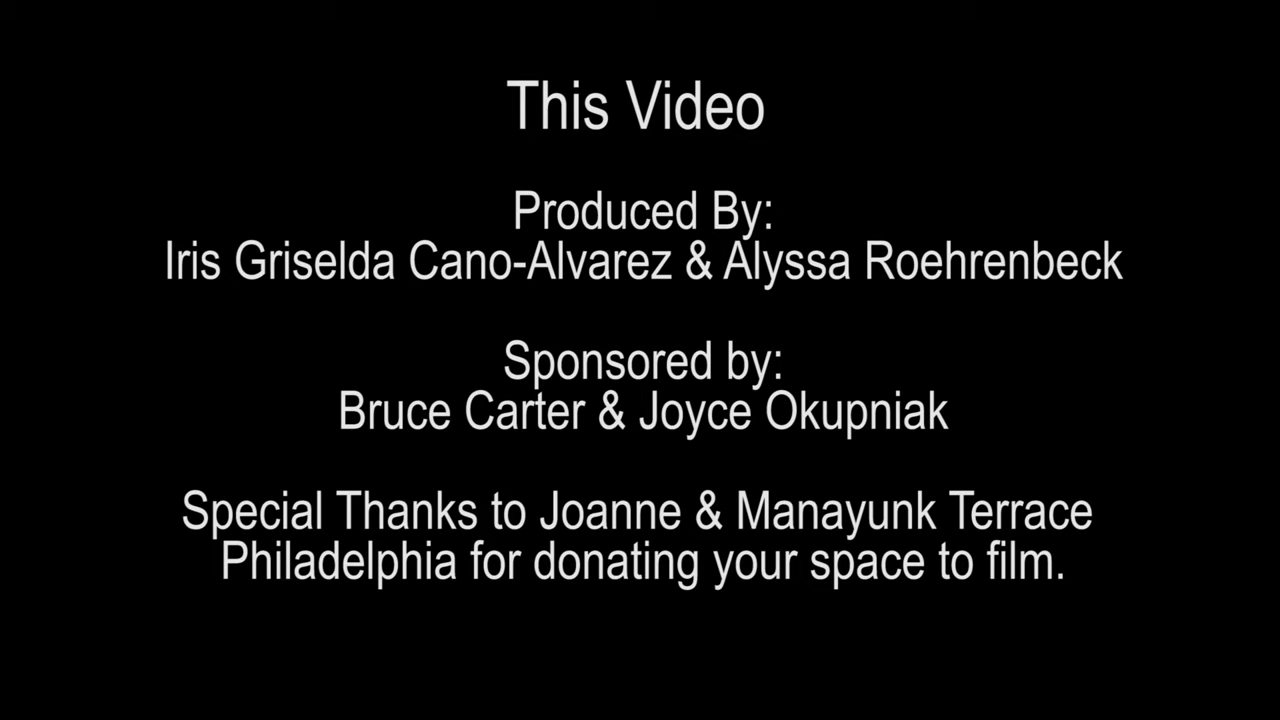 This Video
Produced By:
Iris Griselda Cano-Alvarez & Alyssa Roehrenbeck
Sponsored by:
Bruce Carter & Joyce Okupniak
Special Thanks to Joanne & Manayunk Terrace
Philadelphia for donating your space to film.